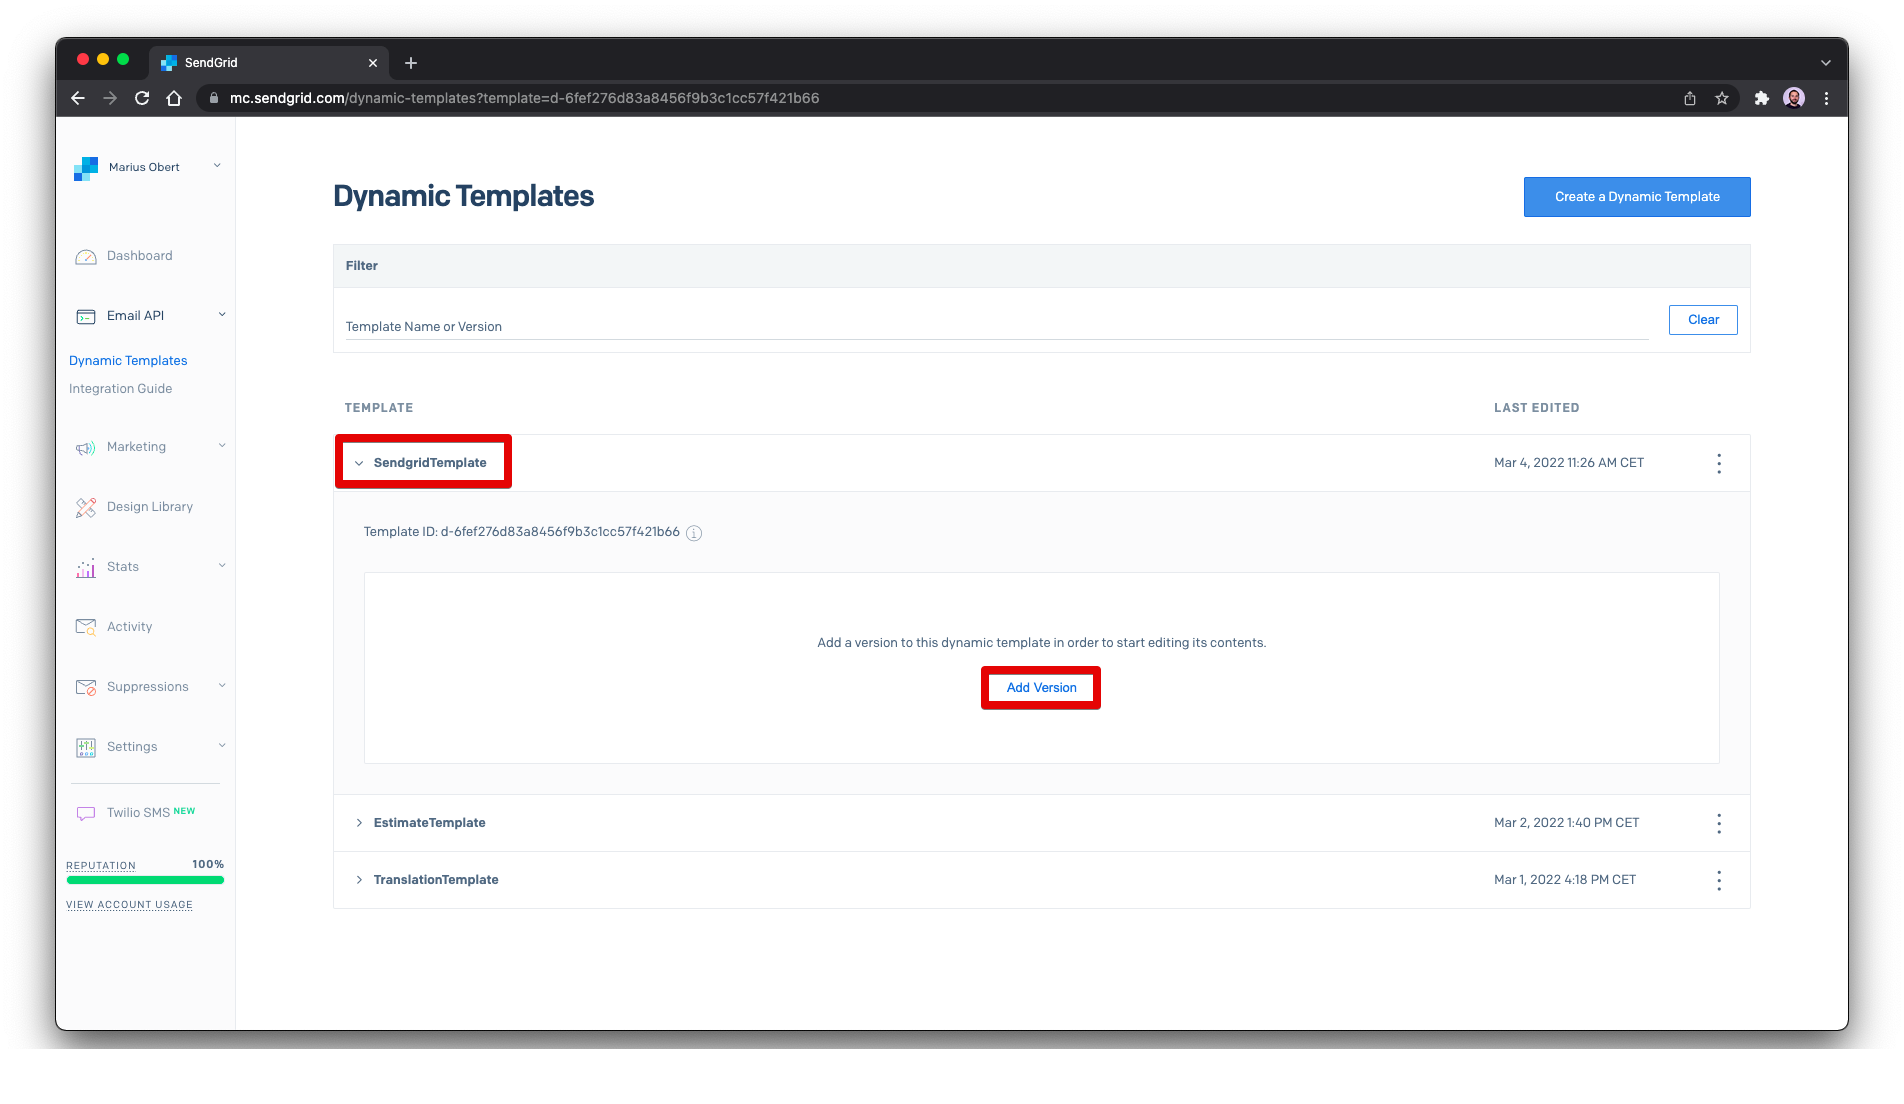 SendGrid
mc.sendgrid.com/dynamic-templates?template=d-6fef276d83a8456f9b3c1cc57f421b66
Marius Obert
Dashboard
Email API
Dynamic Templates
Integration Guide
Marketing
Design Library
Stats
Activity
Suppressions
Settings
Twilio SMS NEW
REPUTATION 100%
VIEW ACCOUNT USAGE
Dynamic Templates
Create a Dynamic Template
Filter
Template Name or Version
Clear
TEMPLATE LAST EDITED
SendgridTemplate Mar 4, 2022 11:26 AM CET
Template ID: d-6fef276d83a8456f9b3c1cc57f421b66
Add a version to this dynamic template in order to start editing its contents.
Add Version
EstimateTemplate Mar 2, 2022 1:40 PM CET
TranslationTemplate Mar 1, 2022 4:18 PM CET